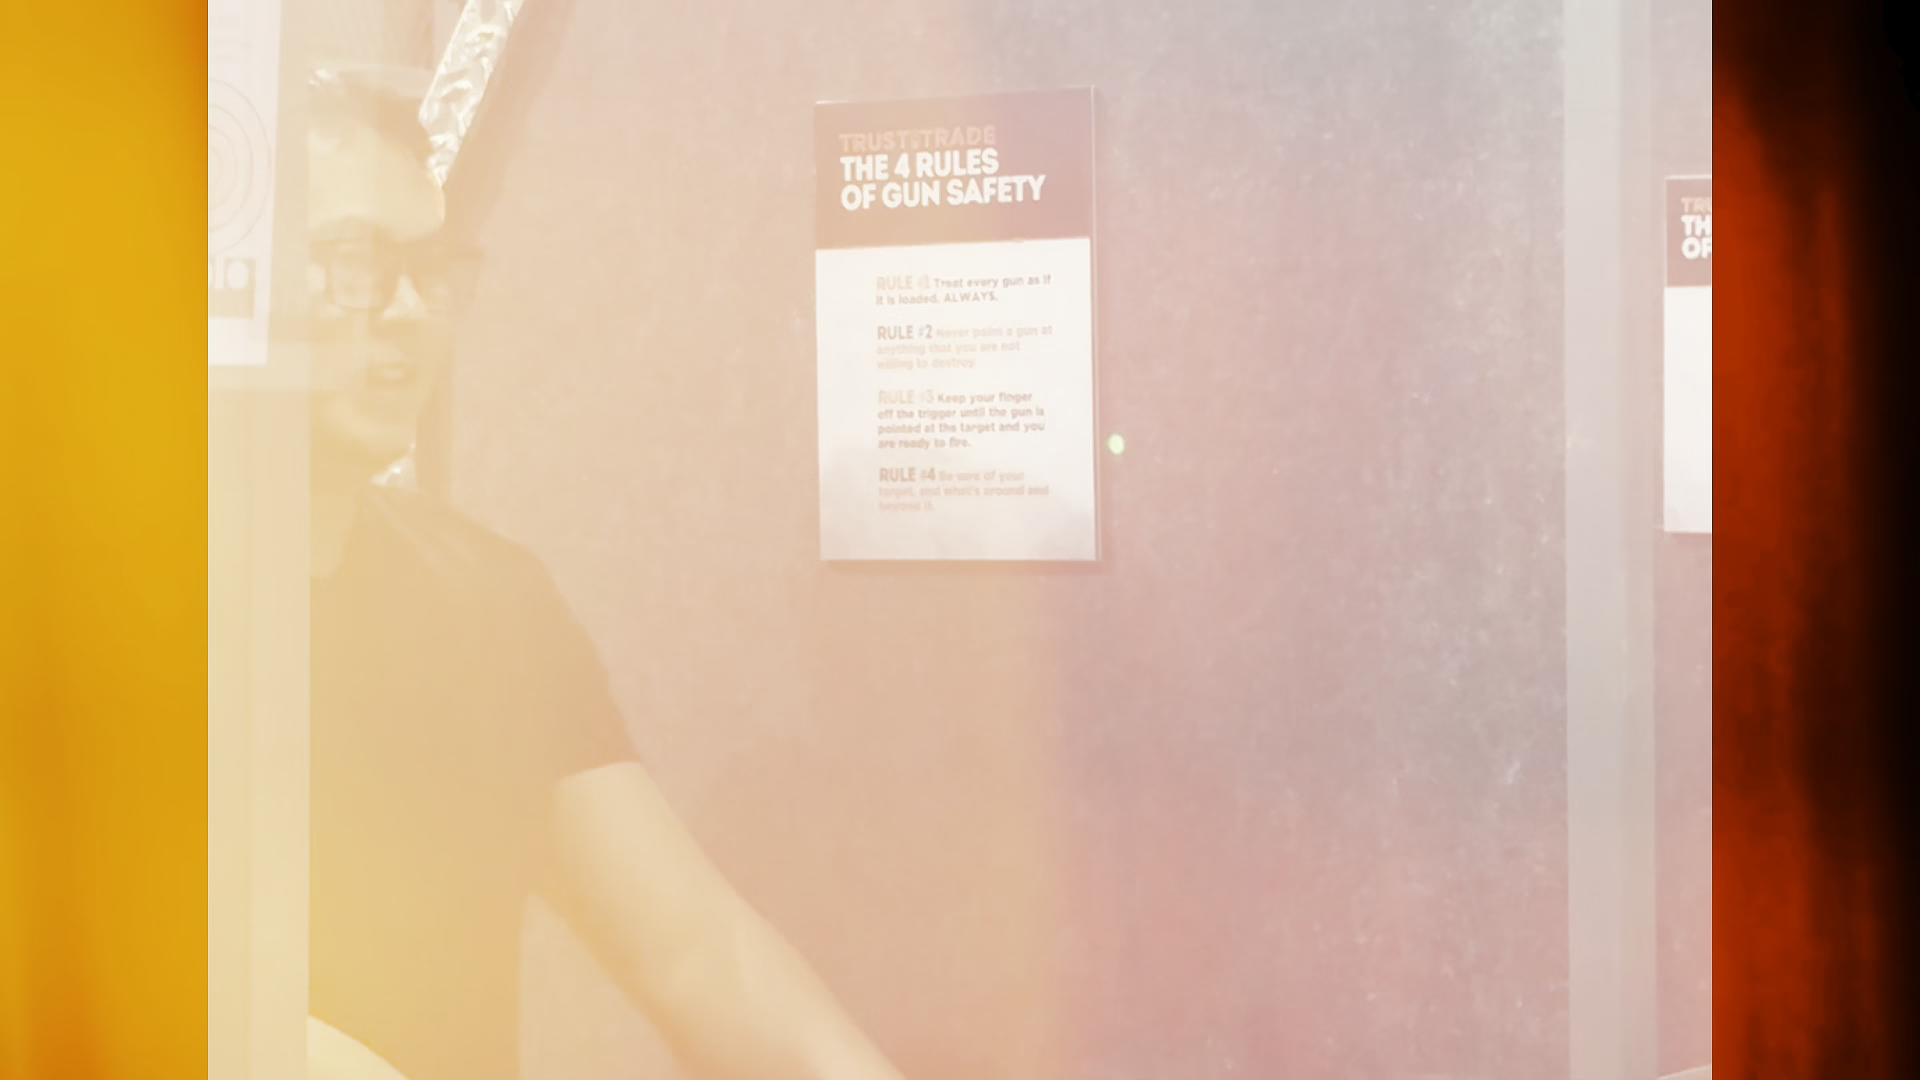 TRUST TRADE
THE 4 RULES
OF GUN SAFETY
RULE #1 Treat every gun as if
it is loaded. ALWAYS.
RULE #2 Never point a gun at
anything that you are not
willing to destroy.
RULE #3 Keep your finger
off the trigger until the gun is
pointed at the target and you
are ready to fire.
RULE #4 Be sure of your
target, and what's around and
beyond it.
TR
TH
OF